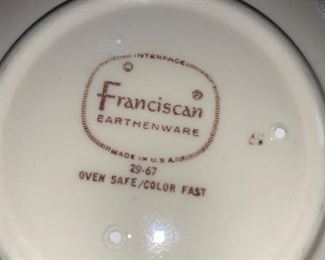 INTERPACE
Franciscan
EARTHENWARE
MADE IN U.S.A.
29-67
OVEN SAFE/COLOR FAST